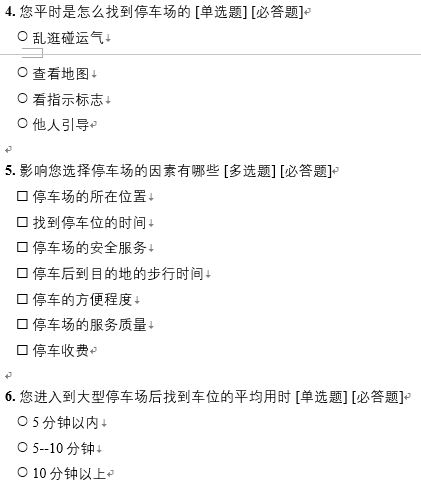 4. 您平时是怎么找到停车场的 [单选题] [必答题]
○ 乱逛碰运气
○ 查看地图
○ 看指示标志
○ 他人引导
5. 影响您选择停车场的因素有哪些 [多选题] [必答题]
□ 停车场的所在位置
□ 找到停车位的时间
□ 停车场的安全服务
□ 停车后到目的地的步行时间
□ 停车的方便程度
□ 停车场的服务质量
□ 停车收费
6. 您进入到大型停车场后找到车位的平均用时 [单选题] [必答题]
○ 5 分钟以内
○ 5--10 分钟
○ 10 分钟以上